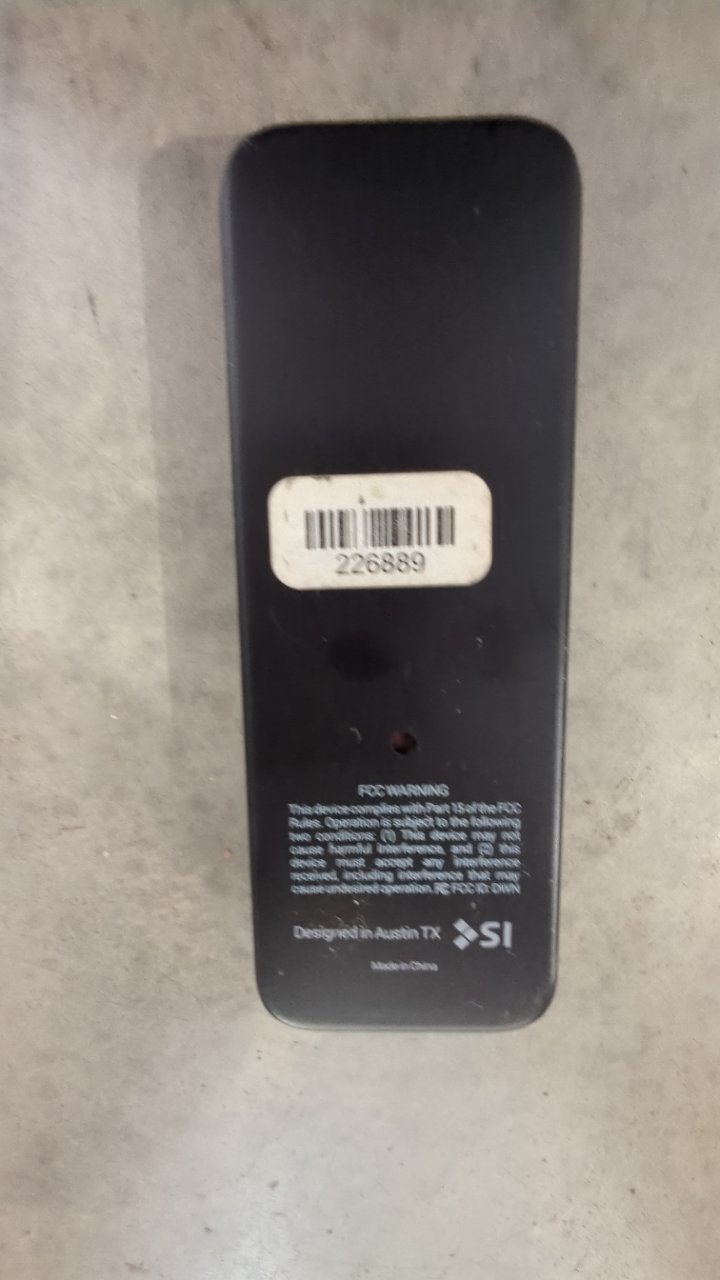 226889
FCC WARNING
This device complies with Part 15 of the FCC
Rules. Operation is subject to the following
two conditions: (1) This device may not
cause harmful interference, and (2) this
device must accept any interference
received, including interference that may
cause undesired operation. FC FCC ID: DWN
Designed in Austin TX SI
Made in China